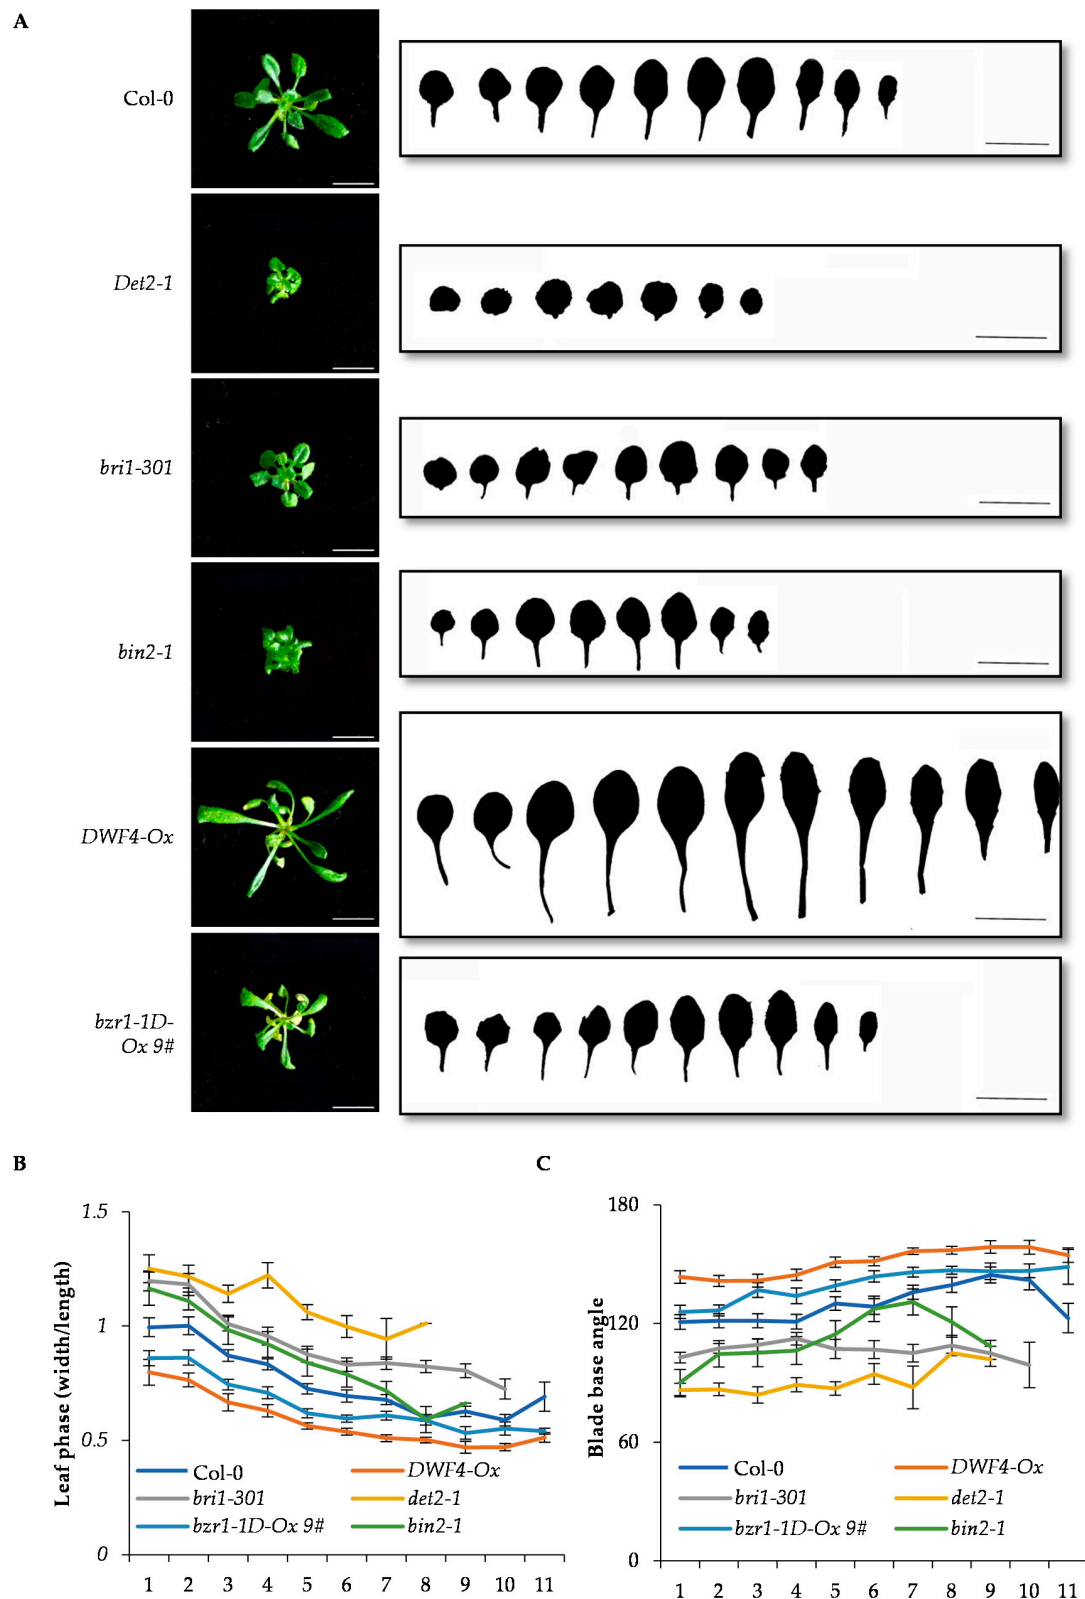 A
Col-0
Det2-1
bri1-301
bin2-1
DWF4-Ox
bzr1-1D-
Ox 9#
B
C
1.5
1
0.5
0
Leaf phase (width/length)
Col-0
DWF4-Ox
bri1-301
det2-1
bzr1-1D-Ox 9#
bin2-1
1 2 3 4 5 6 7 8 9 10 11
180
120
60
0
Blade base angle
Col-0
DWF4-Ox
bri1-301
det2-1
bzr1-1D-Ox 9#
bin2-1
1 2 3 4 5 6 7 8 9 10 11